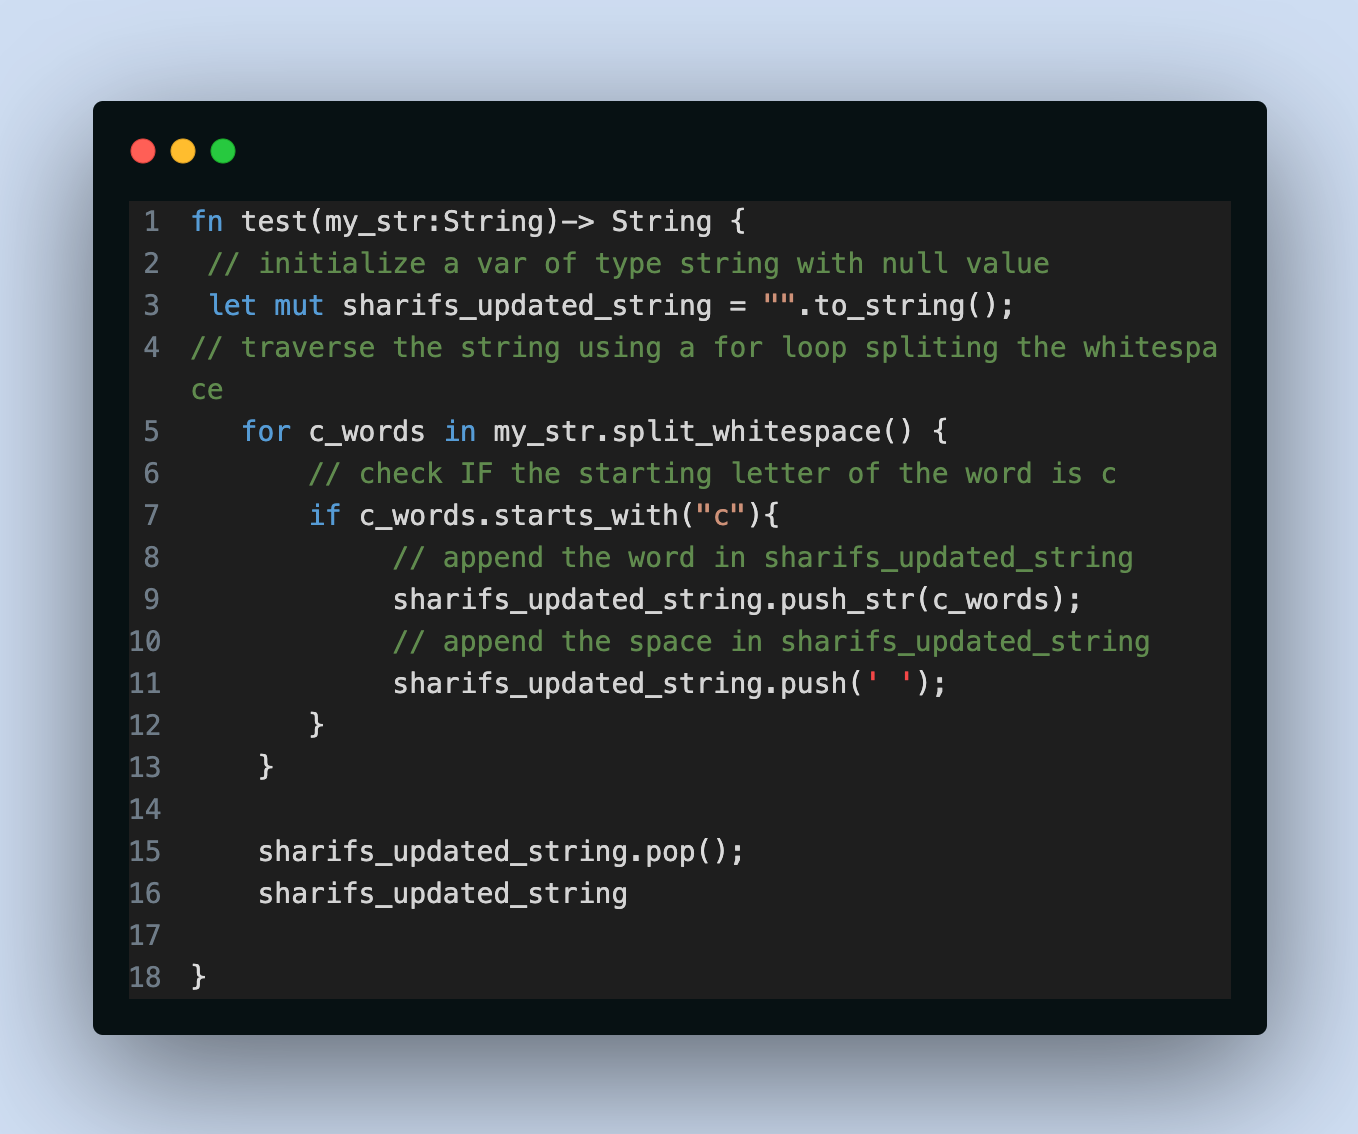 1 fn test(my_str:String)-> String {
2 // initialize a var of type string with null value
3 let mut sharifs_updated_string = "".to_string();
4 // traverse the string using a for loop spliting the whitespa
ce
5 for c_words in my_str.split_whitespace() {
6 // check IF the starting letter of the word is c
7 if c_words.starts_with("c"){
8 // append the word in sharifs_updated_string
9 sharifs_updated_string.push_str(c_words);
10 // append the space in sharifs_updated_string
11 sharifs_updated_string.push(' ');
12 }
13 }
14
15 sharifs_updated_string.pop();
16 sharifs_updated_string
17
18 }